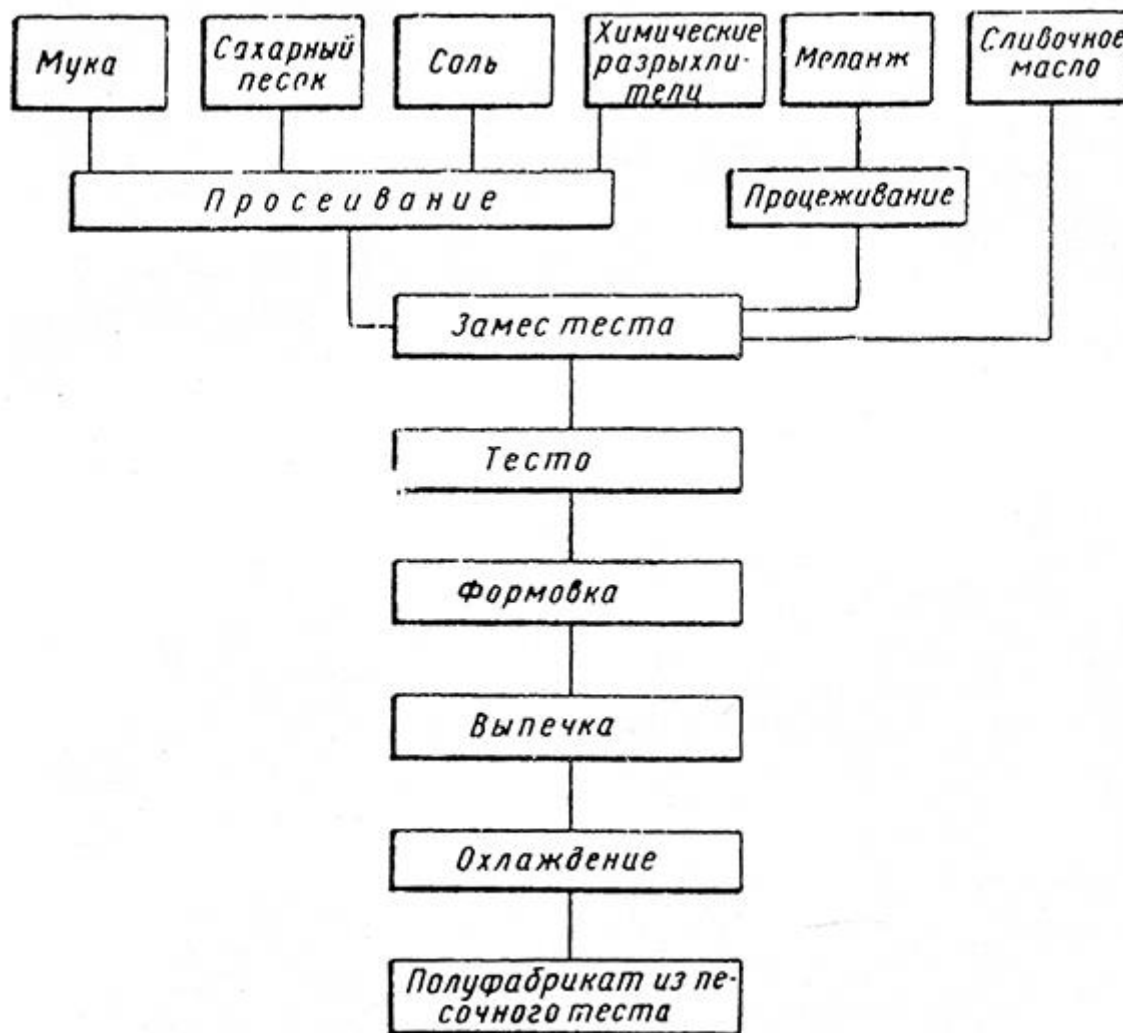 Мука
Сахарный
песок
Соль
Химические
разрыхли-
тели
Меланж
Сливочное
масло
Просеивание
Процеживание
Замес теста
Тесто
Формовка
Выпечка
Охлаждение
Полуфабрикат из пе-
сочного теста